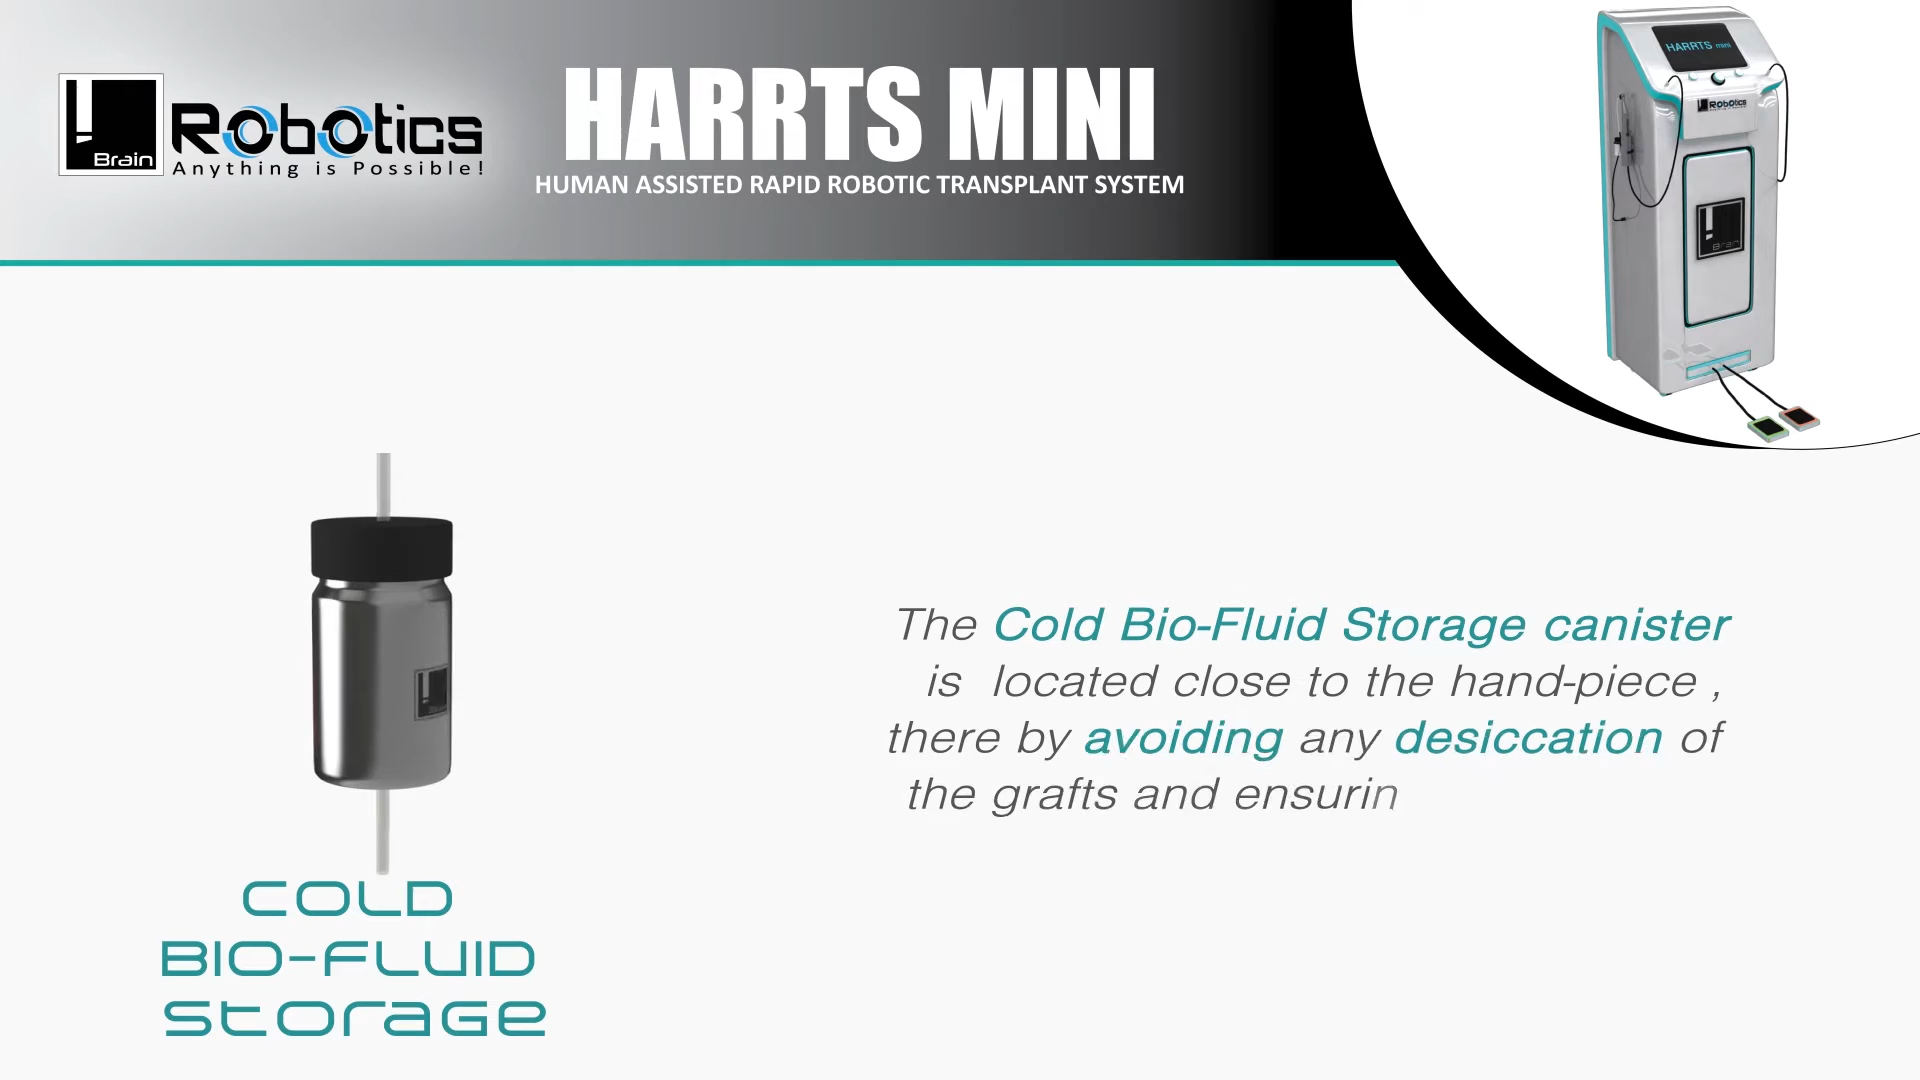 Brain
Robotics
Anything is Possible!
HARRTS MINI
HUMAN ASSISTED RAPID ROBOTIC TRANSPLANT SYSTEM
HARRTS mini
Robotics
Brain
The Cold Bio-Fluid Storage canister
is located close to the hand-piece ,
there by avoiding any desiccation of
the grafts and ensurin
COLD
BIO-FLUID
storage